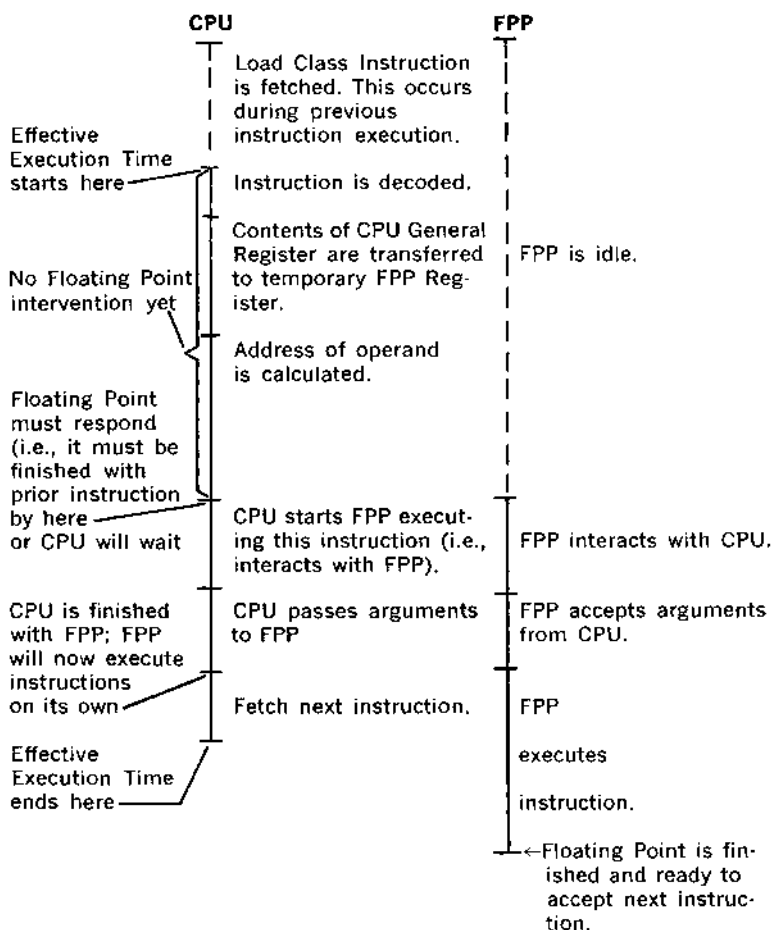 CPU
FPP
Load Class Instruction
is fetched. This occurs
during previous
instruction execution.
Effective
Execution Time
starts here
Instruction is decoded.
Contents of CPU General
Register are transferred
to temporary FPP Reg-
ister.
FPP is idle.
No Floating Point
intervention yet
Address of operand
is calculated.
Floating Point
must respond
(i.e., it must be
finished with
prior instruction
by here
or CPU will wait
CPU starts FPP execut-
ing this instruction (i.e.,
interacts with FPP).
FPP interacts with CPU.
CPU is finished
with FPP; FPP
will now execute
instructions
on its own
CPU passes arguments
to FPP
FPP accepts arguments
from CPU.
Fetch next instruction.
FPP
executes
instruction.
Effective
Execution Time
ends here
←Floating Point is fin-
ished and ready to
accept next instruc-
tion.